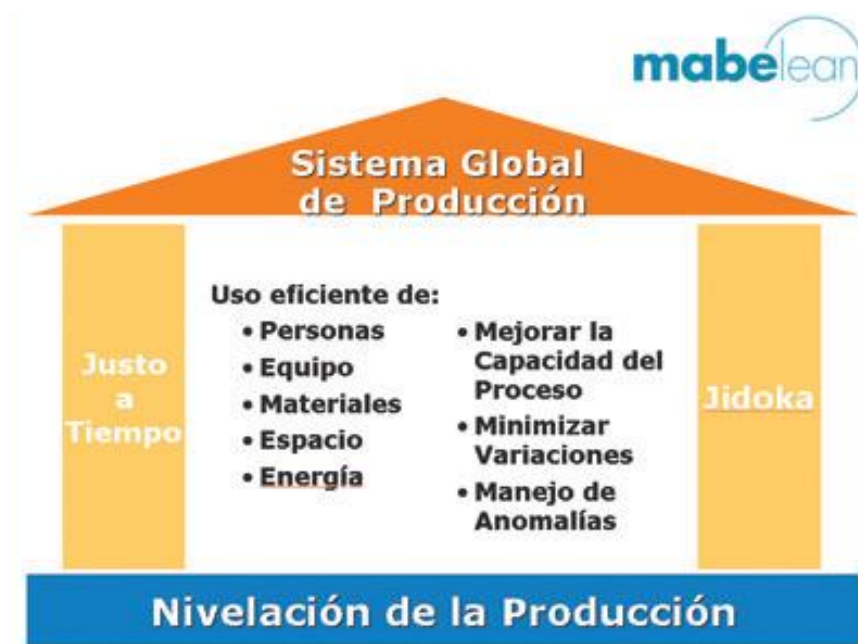 mabelean
Sistema Global
de Producción
Justo
a
Tiempo
Uso eficiente de:
• Personas
• Equipo
• Materiales
• Espacio
• Energía
• Mejorar la
Capacidad del
Proceso
• Minimizar
Variaciones
• Manejo de
Anomalías
Jidoka
Nivelación de la Producción